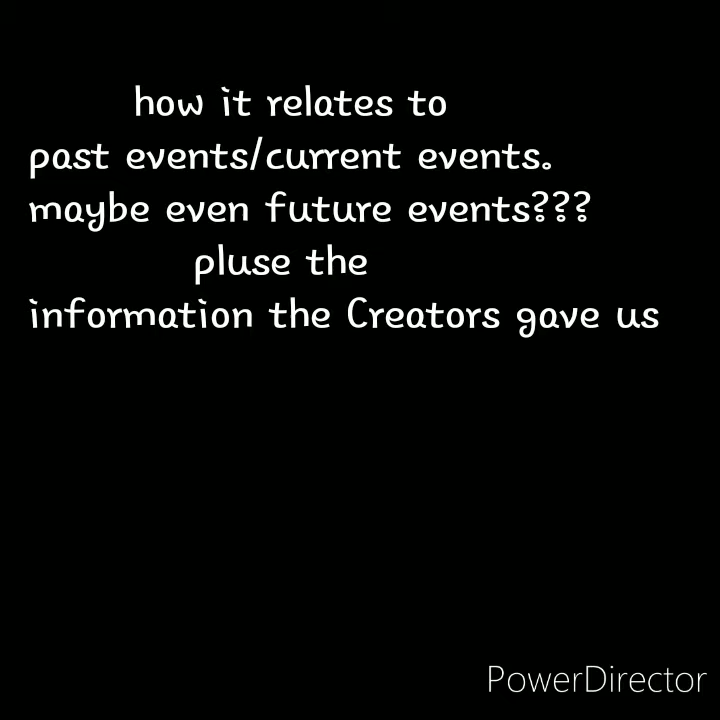 how it relates to
past events/current events.
maybe even future events???
pluse the
information the Creators gave us
PowerDirector